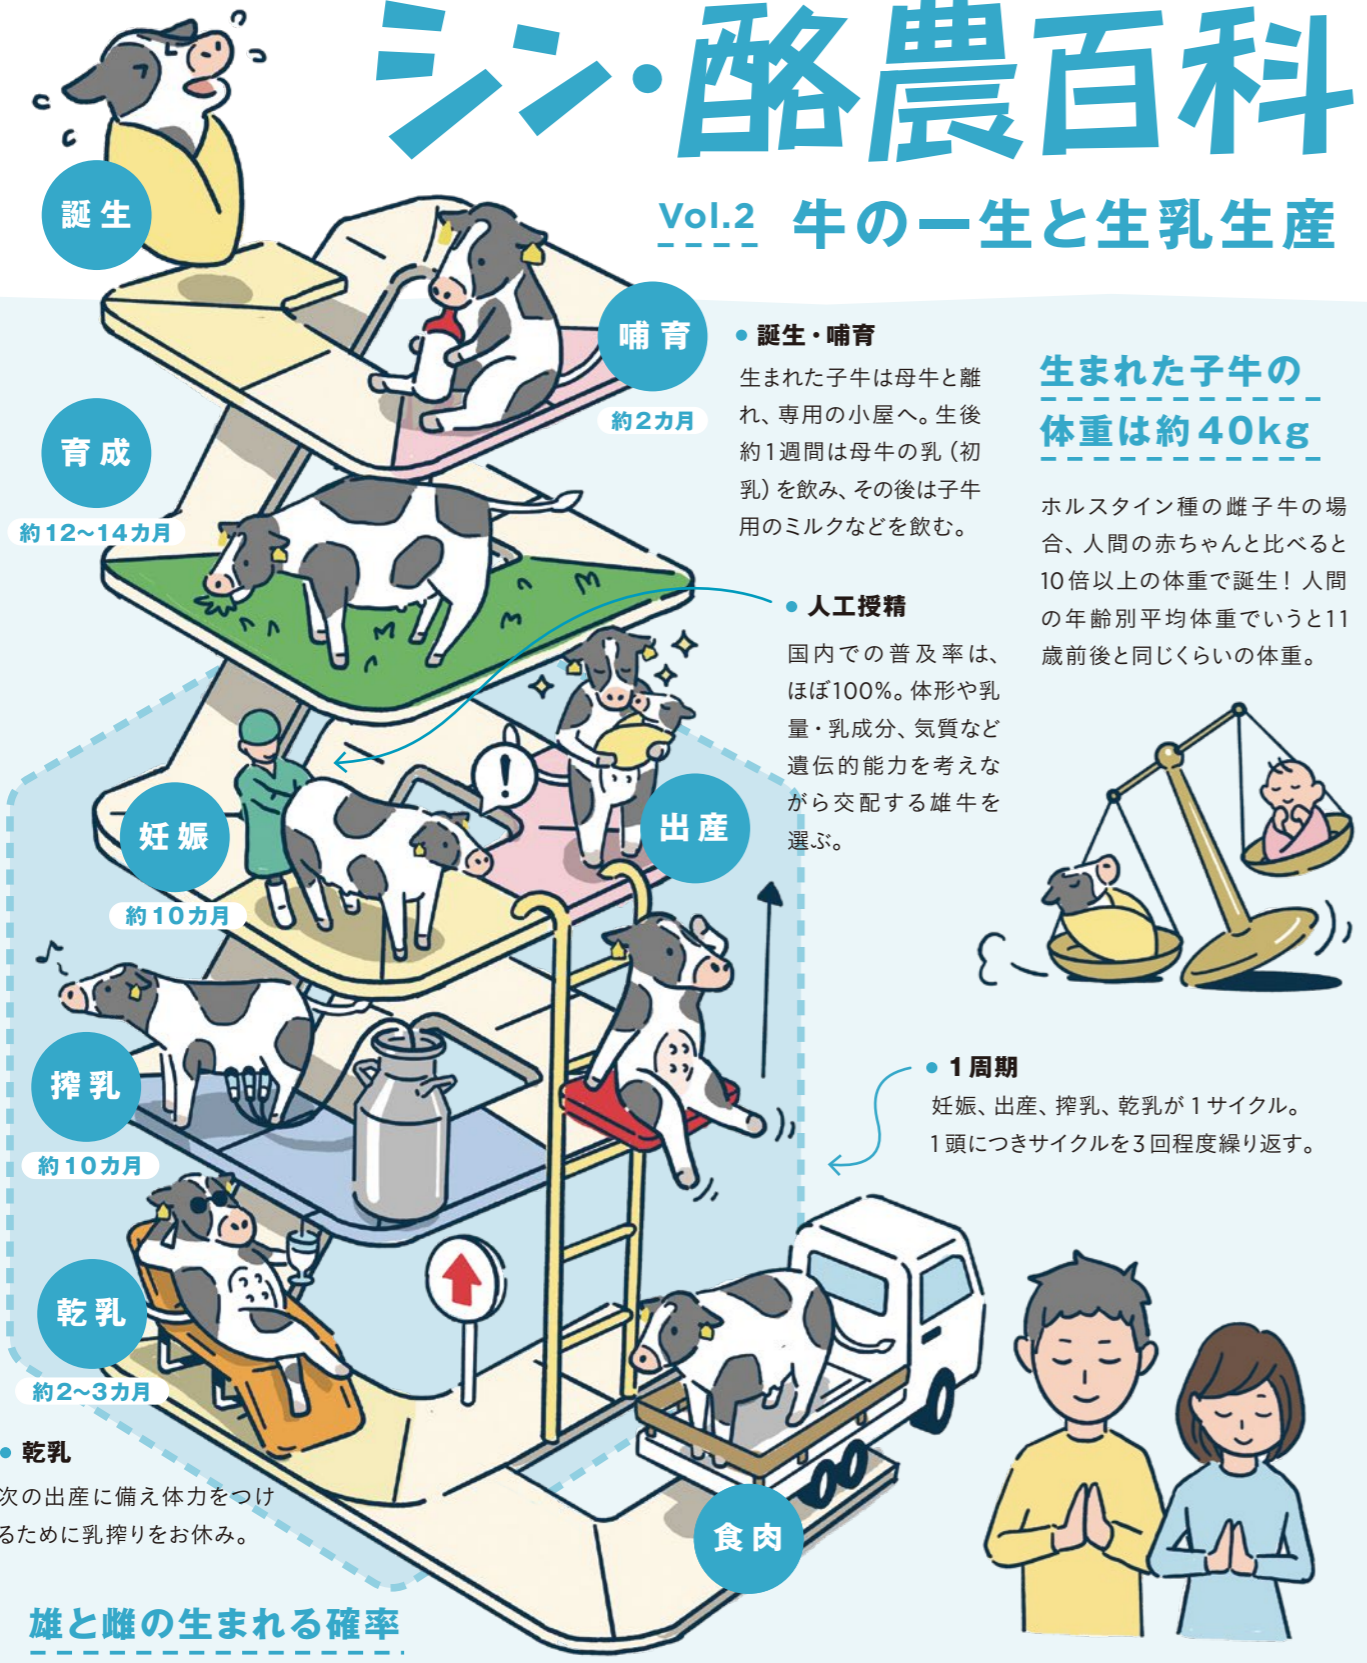 シン・酪農百科
Vol.2 牛の一生と生乳生産
誕生
哺育
約2カ月
育成
約12〜14カ月
● 誕生・哺育
生まれた子牛は母牛と離
れ、専用の小屋へ。生後
約1週間は母牛の乳（初
乳）を飲み、その後は子牛
用のミルクなどを飲む。
生まれた子牛の
体重は約40kg
ホルスタイン種の雌子牛の場
合、人間の赤ちゃんと比べると
10倍以上の体重で誕生！人間
の年齢別平均体重でいうと11
歳前後と同じくらいの体重。
● 人工授精
国内での普及率は、
ほぼ100%。体形や乳
量・乳成分、気質など
遺伝的能力を考えな
がら交配する雄牛を
選ぶ。
!
妊娠
約10カ月
出産
搾乳
約10カ月
● 1周期
妊娠、出産、搾乳、乾乳が1サイクル。
1頭につきサイクルを3回程度繰り返す。
乾乳
約2〜3カ月
● 乾乳
次の出産に備え体力をつけ
るために乳搾りをお休み。
食肉
雄と雌の生まれる確率